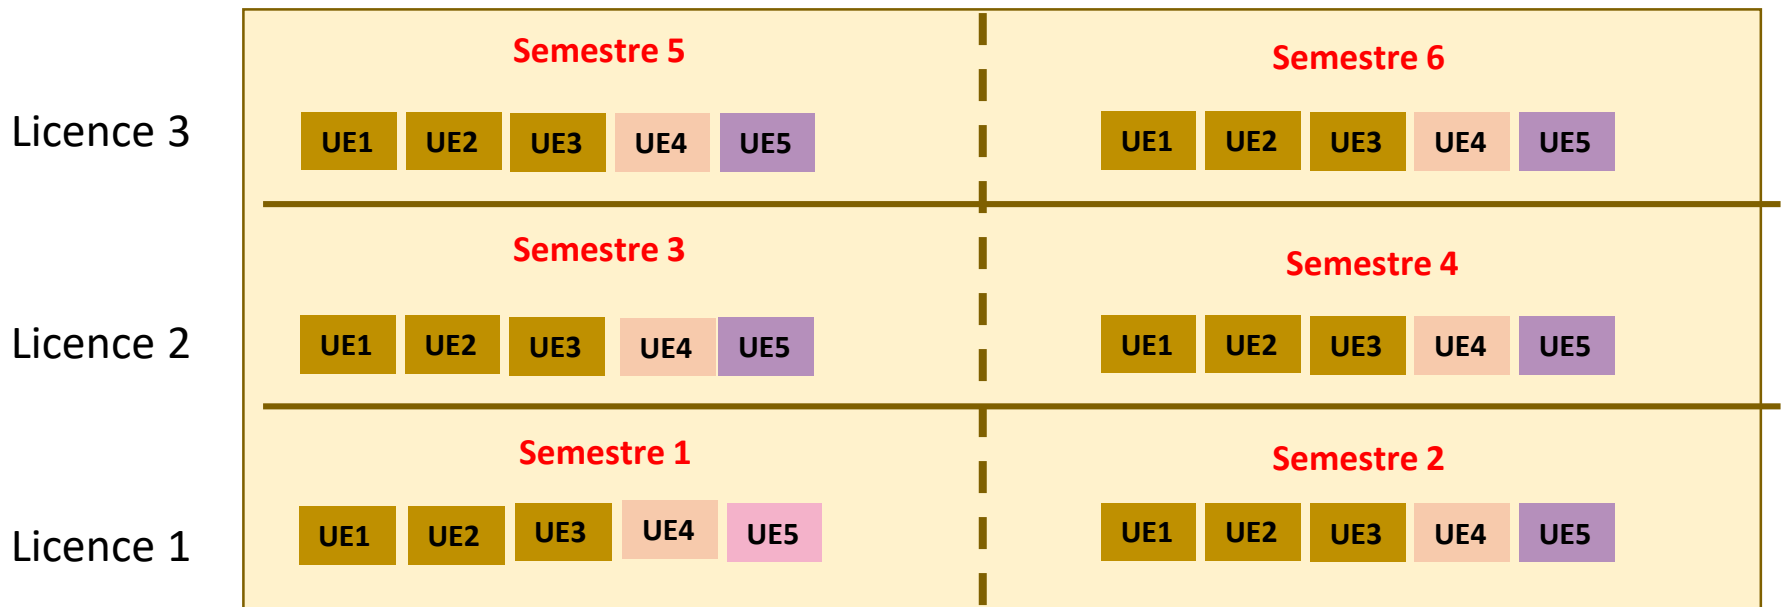 Semestre 5
Semestre 6
Licence 3
UE1 UE2 UE3 UE4 UE5
UE1 UE2 UE3 UE4 UE5
Semestre 3
Semestre 4
Licence 2
UE1 UE2 UE3 UE4 UE5
UE1 UE2 UE3 UE4 UE5
Semestre 1
Semestre 2
Licence 1
UE1 UE2 UE3 UE4 UE5
UE1 UE2 UE3 UE4 UE5